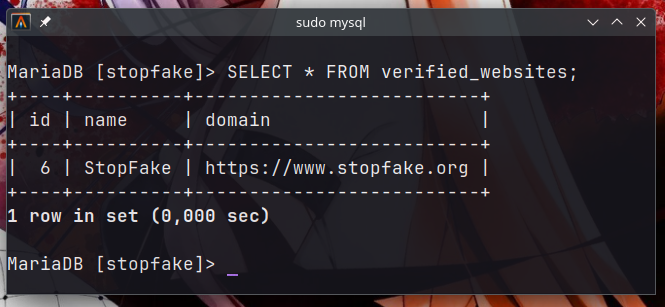 sudo mysql
MariaDB [stopfake]> SELECT * FROM verified_websites;
+----+----------+--------------------------+
| id | name     | domain                   |
+----+----------+--------------------------+
|  6 | StopFake | https://www.stopfake.org |
+----+----------+--------------------------+
1 row in set (0,000 sec)
MariaDB [stopfake]> _